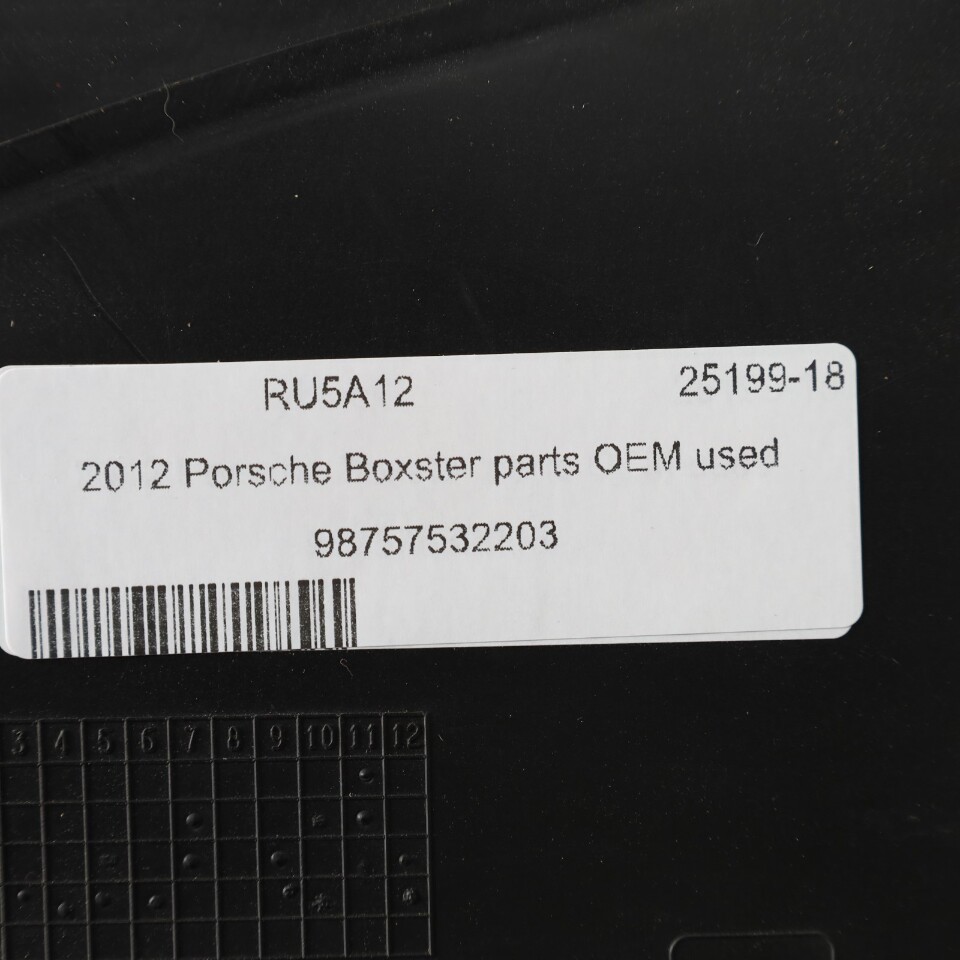 RU5A12 25199-18
2012 Porsche Boxster parts OEM used
98757532203
3 4 5 6 7 8 9 10 11 12